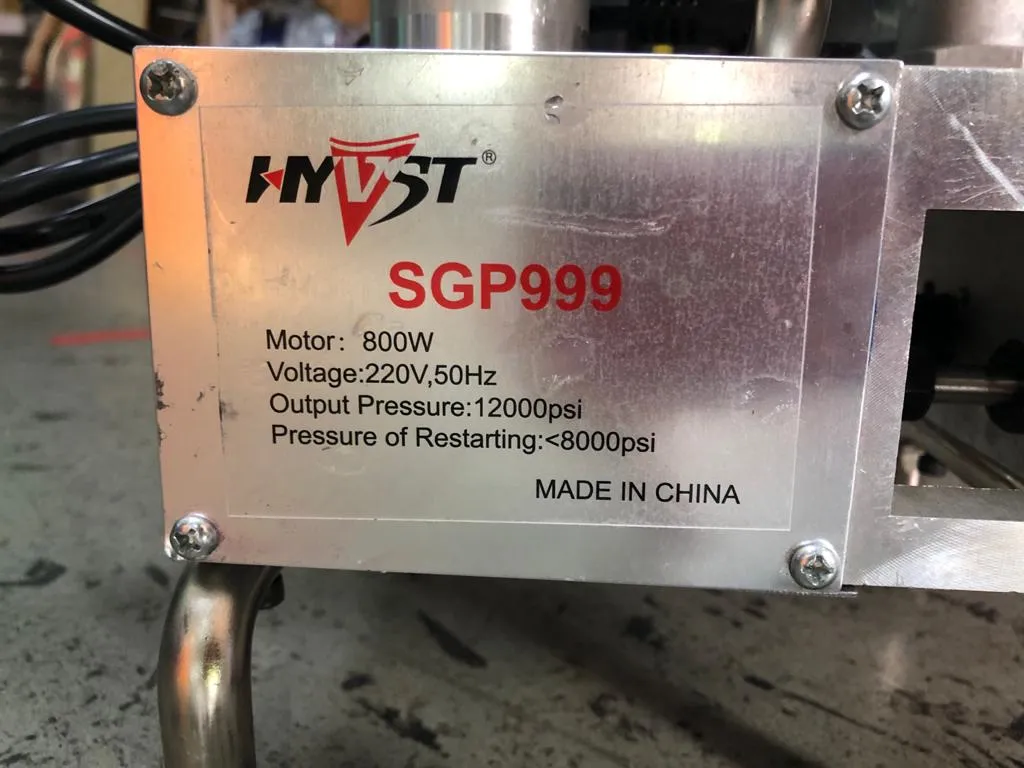 HYVST®
SGP999
Motor: 800W
Voltage:220V,50Hz
Output Pressure:12000psi
Pressure of Restarting:<8000psi
MADE IN CHINA